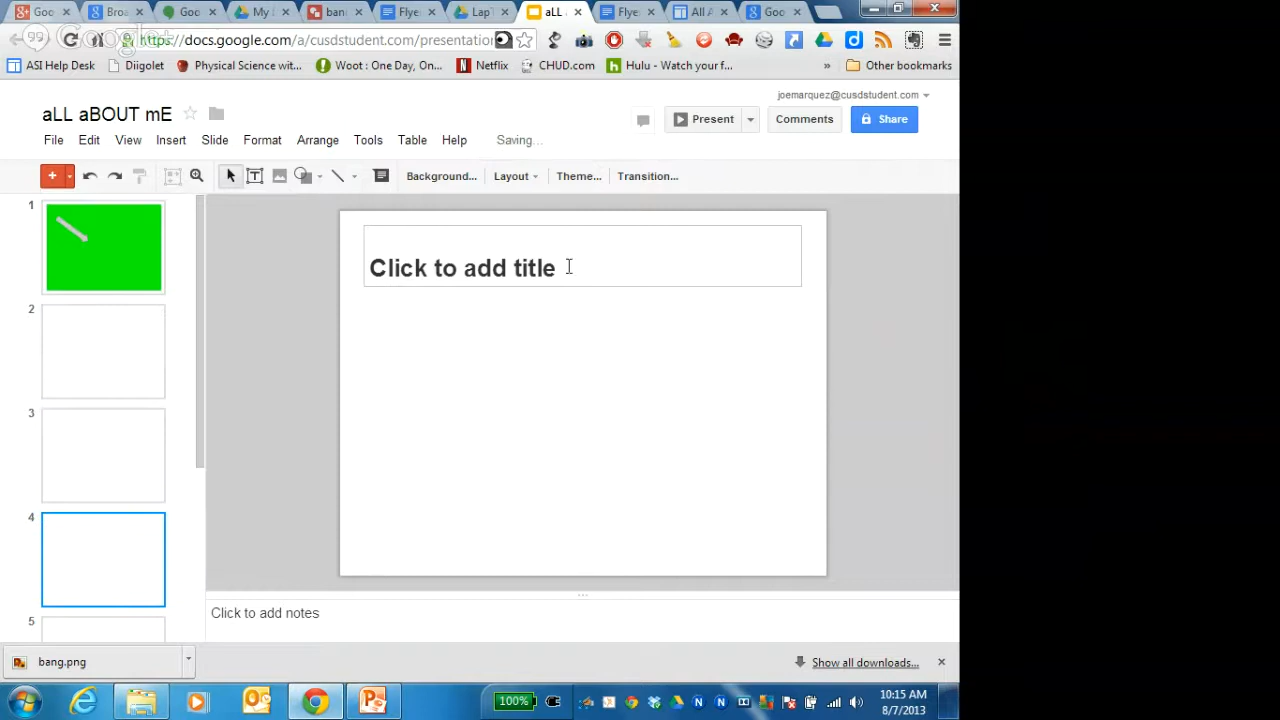 Goo
Broa
Goo
My
ban
Flye
LapT
aLL
Flye
All A
Goo
https://docs.google.com/a/cusdstudent.com/presentation
ASI Help Desk
Diigolet
Physical Science wit...
Woot : One Day, On...
Netflix
CHUD.com
Hulu - Watch your f...
»
Other bookmarks
joemarquez@cusdstudent.com
aLL aBOUT mE
Present
Comments
Share
File Edit View Insert Slide Format Arrange Tools Table Help Saving...
Background... Layout Theme... Transition...
1
2
3
4
5
Click to add title
Click to add notes
bang.png
Show all downloads...
100%
10:15 AM
8/7/2013